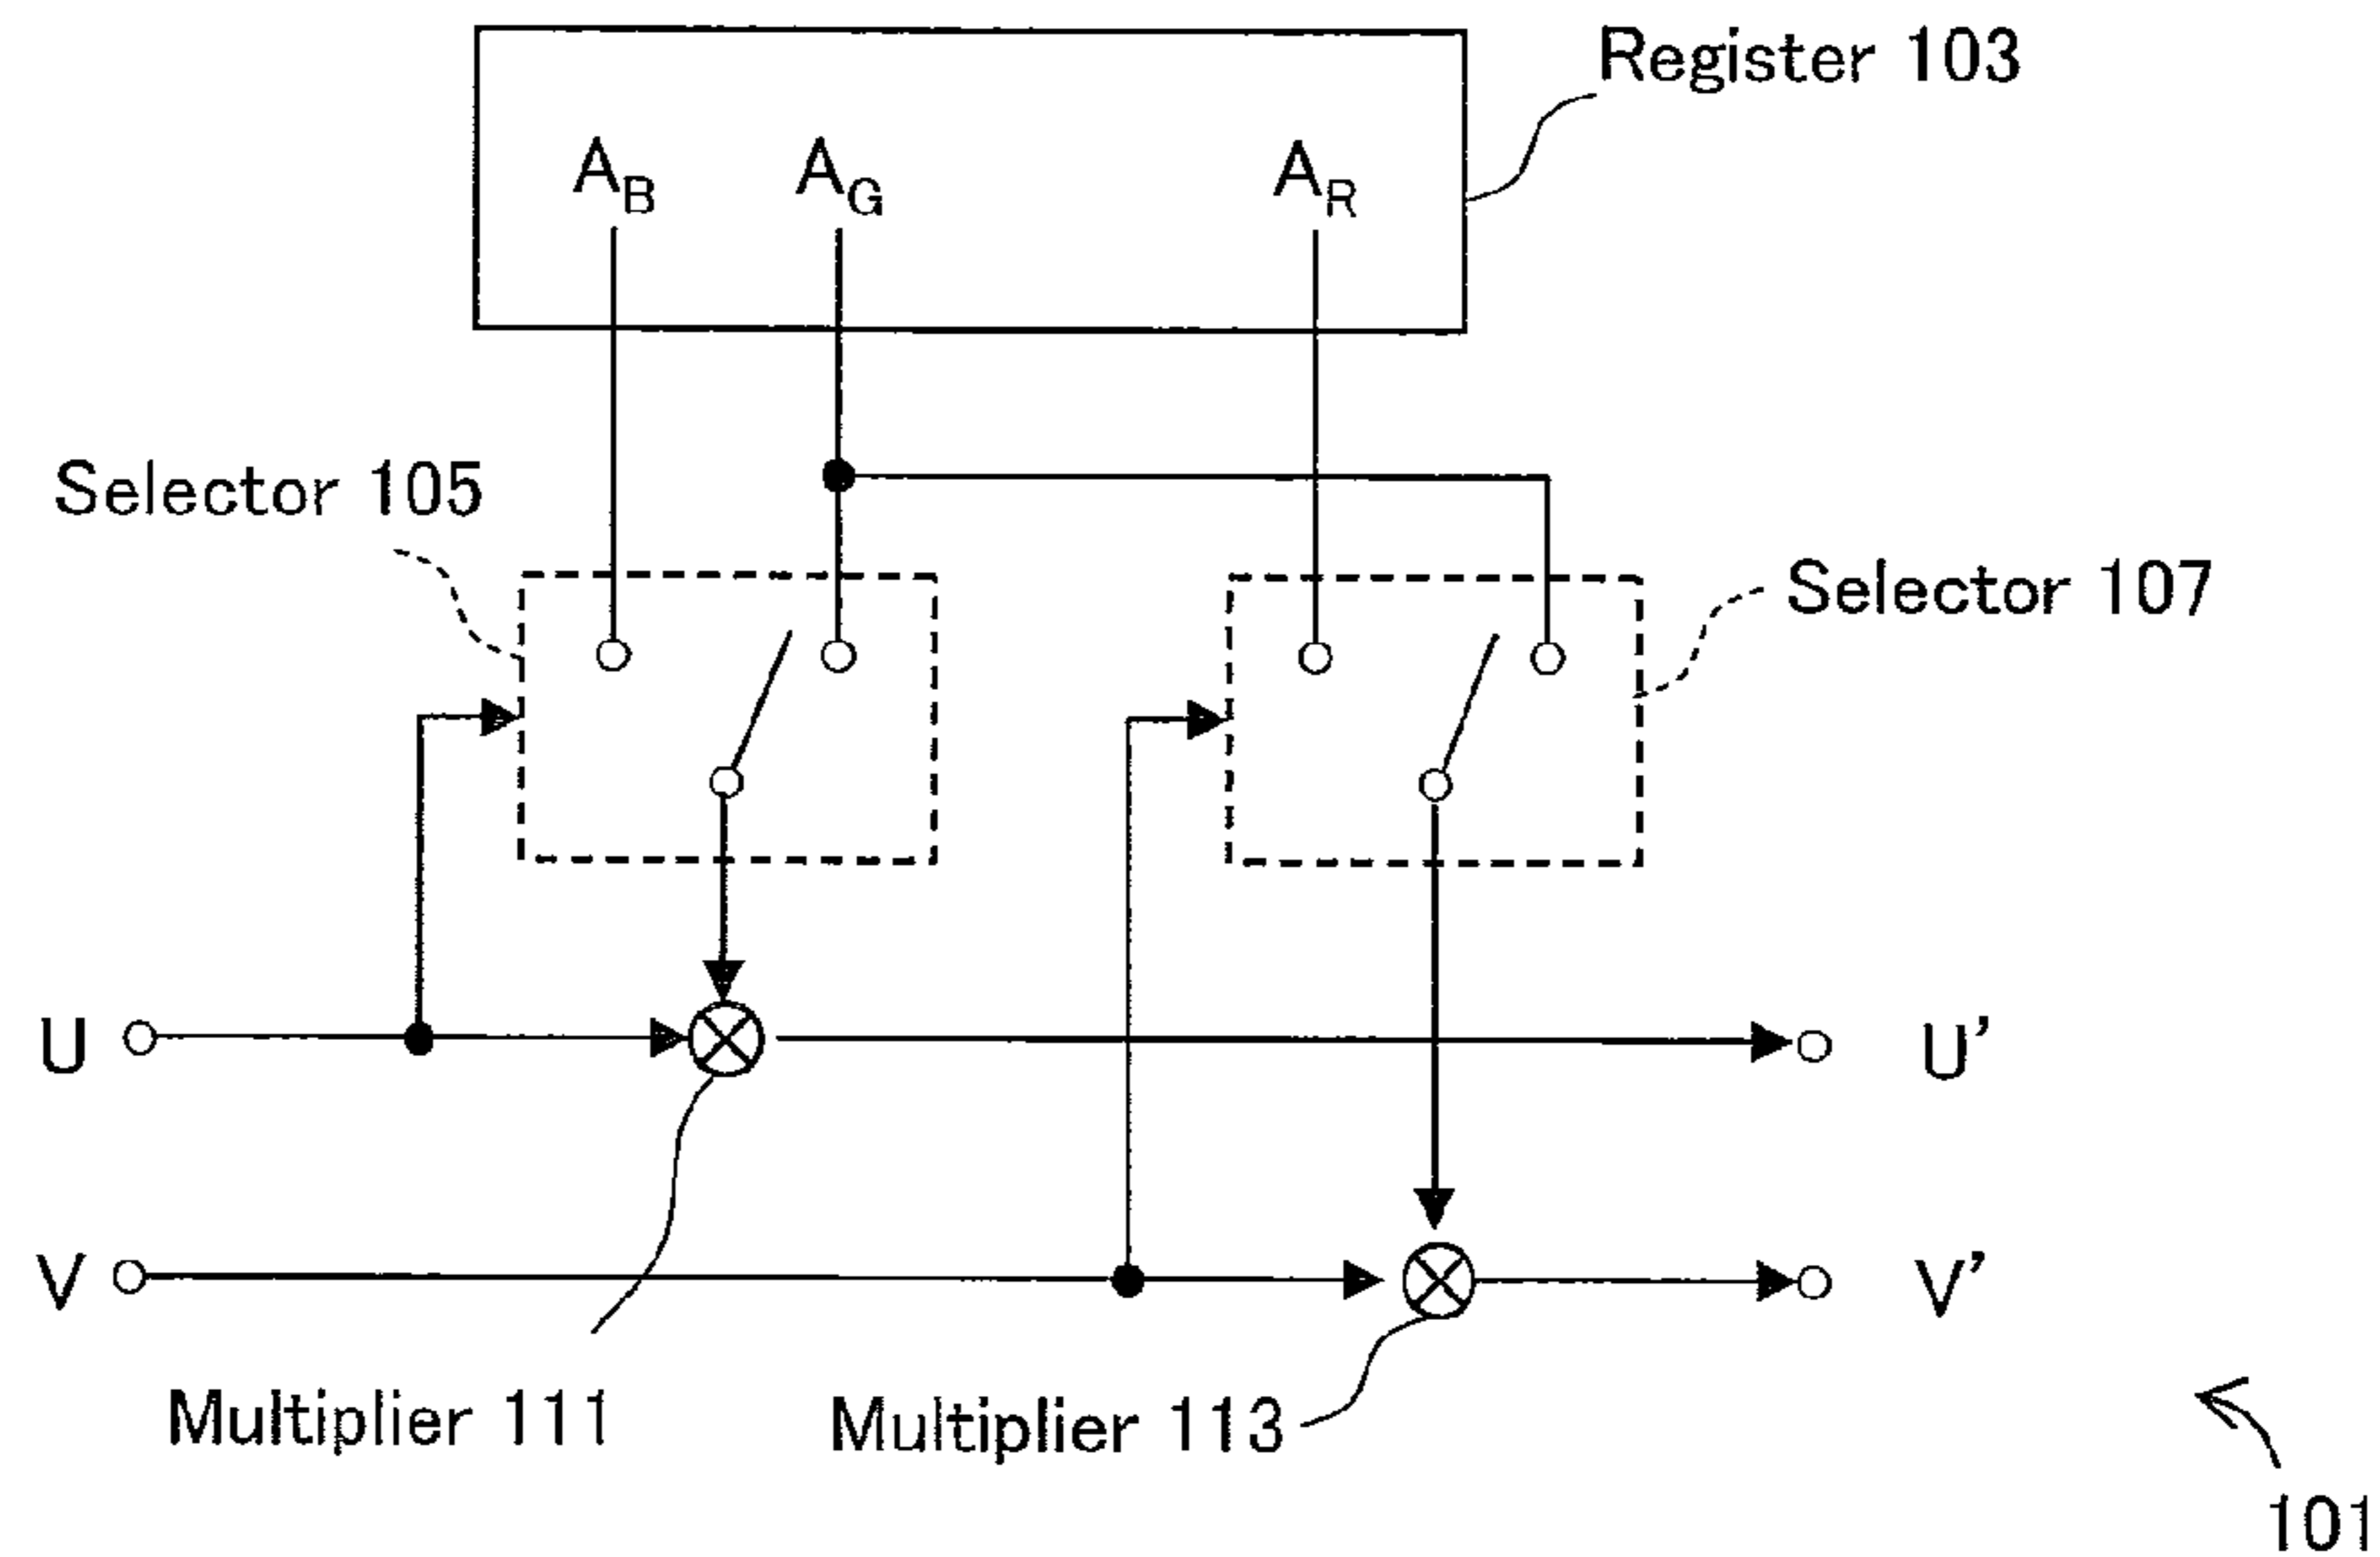 Register 103
A_B A_G A_R
Selector 105
Selector 107
U
U'
V
V'
Multiplier 111
Multiplier 113
101